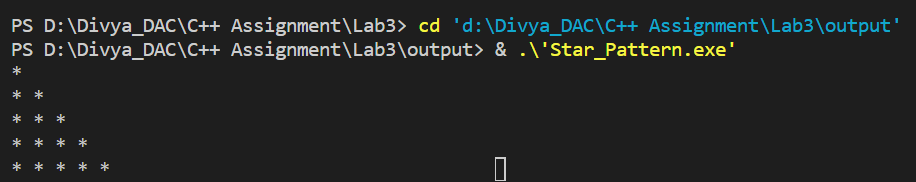 PS D:\Divya_DAC\C++ Assignment\Lab3> cd 'd:\Divya_DAC\C++ Assignment\Lab3\output'
PS D:\Divya_DAC\C++ Assignment\Lab3\output> & .\'Star_Pattern.exe'
*
* *
* * *
* * * *
* * * * *